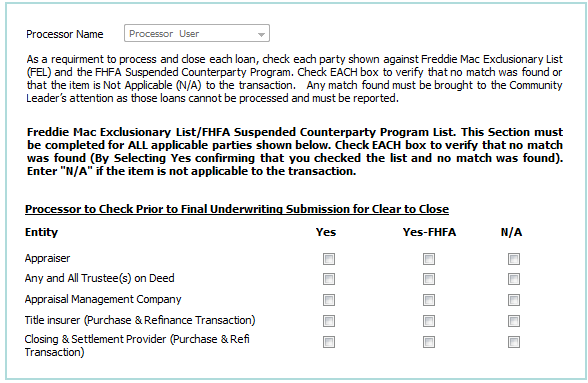 Processor Name Processor User
As a requirment to process and close each loan, check each party shown against Freddie Mac Exclusionary List
(FEL) and the FHFA Suspended Counterparty Program. Check EACH box to verify that no match was found or
that the item is Not Applicable (N/A) to the transaction. Any match found must be brought to the Community
Leader's attention as those loans cannot be processed and must be reported.
Freddie Mac Exclusionary List/FHFA Suspended Counterparty Program List. This Section must
be completed for ALL applicable parties shown below. Check EACH box to verify that no match
was found (By Selecting Yes confirming that you checked the list and no match was found).
Enter "N/A" if the item is not applicable to the transaction.
Processor to Check Prior to Final Underwriting Submission for Clear to Close
Entity Yes Yes-FHFA N/A
Appraiser
Any and All Trustee(s) on Deed
Appraisal Management Company
Title insurer (Purchase & Refinance Transaction)
Closing & Settlement Provider (Purchase & Refi
Transaction)